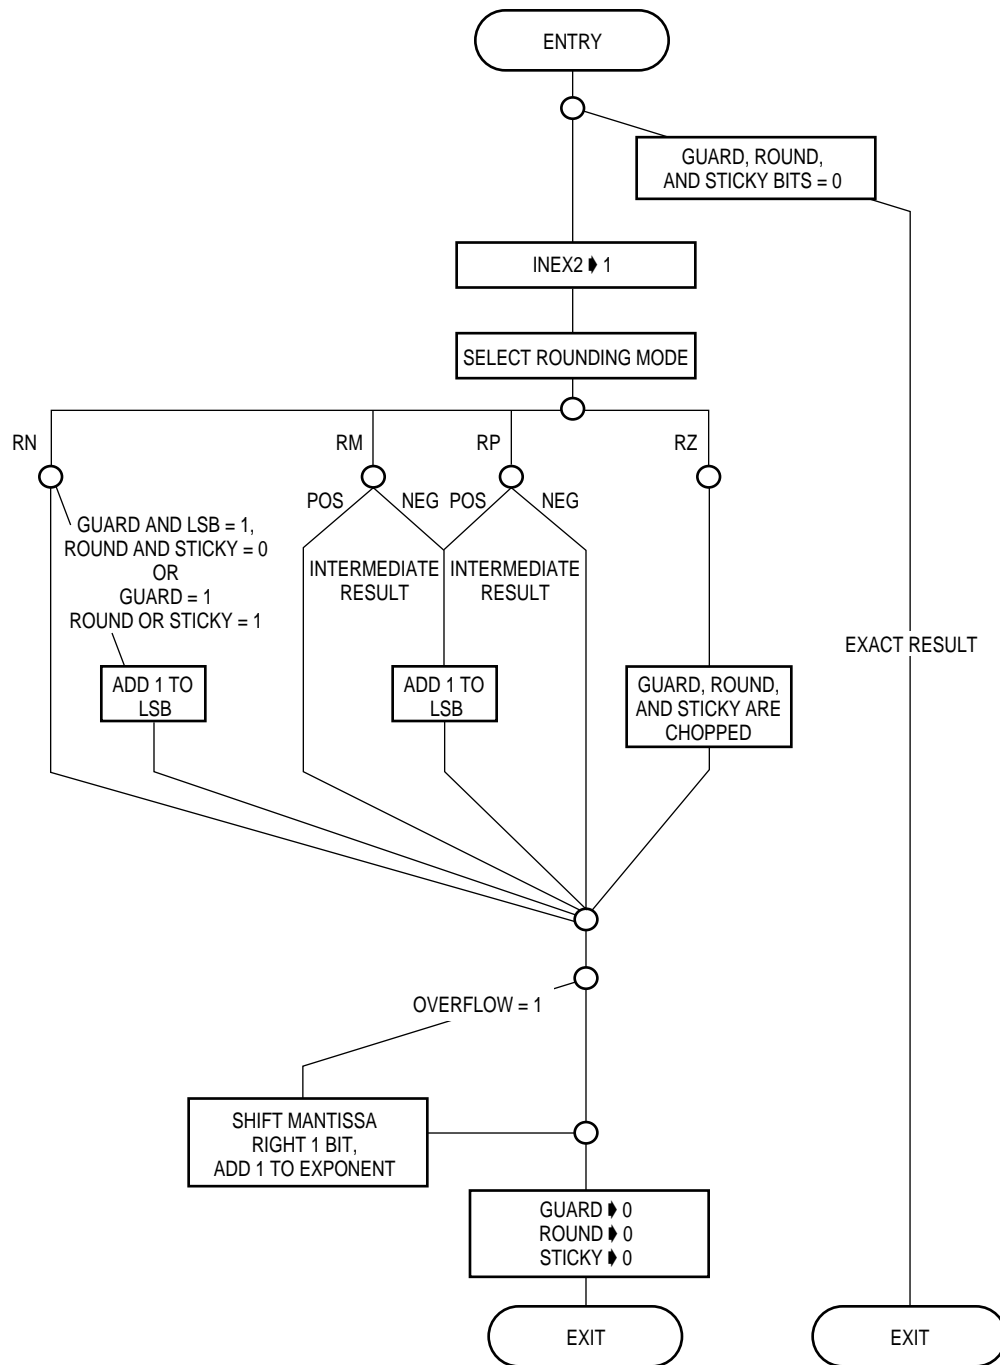 ENTRY
GUARD, ROUND,
AND STICKY BITS = 0
INEX2 ➧ 1
SELECT ROUNDING MODE
RN
RM
RP
RZ
POS
NEG
POS
NEG
GUARD AND LSB = 1,
ROUND AND STICKY = 0
OR
GUARD = 1
ROUND OR STICKY = 1
INTERMEDIATE
RESULT
INTERMEDIATE
RESULT
EXACT RESULT
ADD 1 TO
LSB
ADD 1 TO
LSB
GUARD, ROUND,
AND STICKY ARE
CHOPPED
OVERFLOW = 1
SHIFT MANTISSA
RIGHT 1 BIT,
ADD 1 TO EXPONENT
GUARD ➧ 0
ROUND ➧ 0
STICKY ➧ 0
EXIT
EXIT